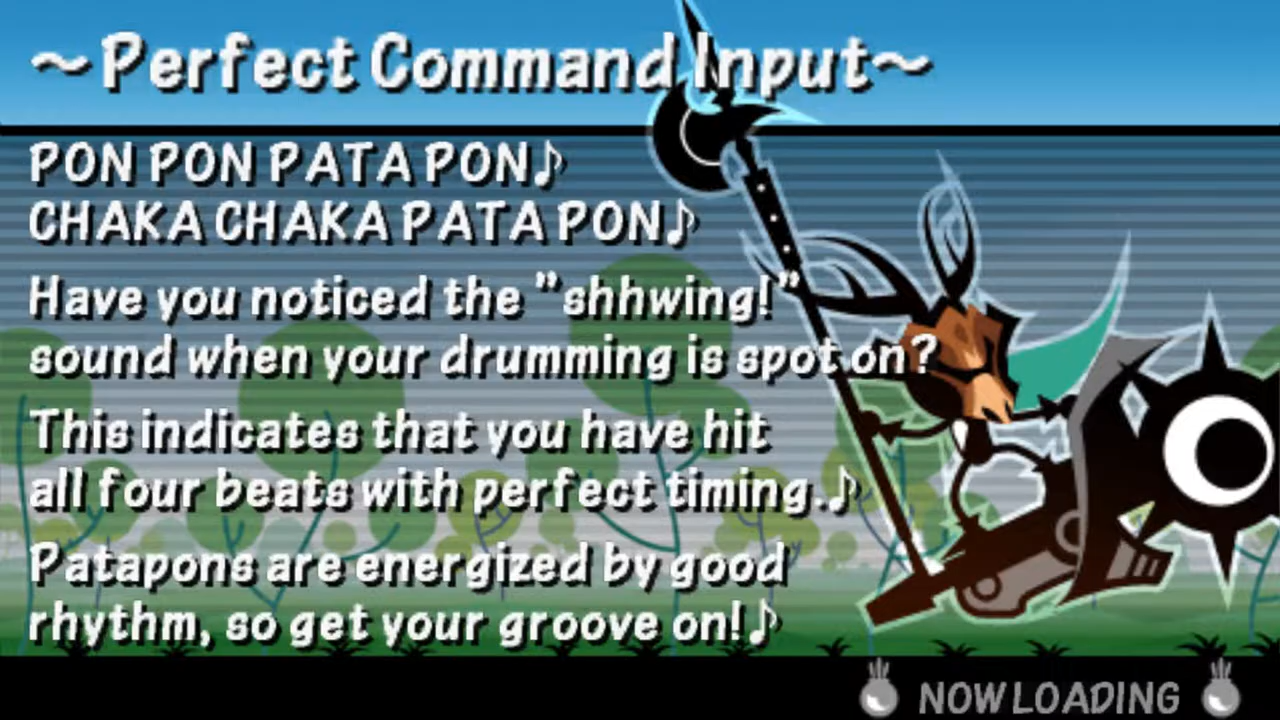 ～Perfect Command Input～
PON PON PATA PON♪
CHAKA CHAKA PATA PON♪
Have you noticed the "shhwing!"
sound when your drumming is spot on?
This indicates that you have hit
all four beats with perfect timing.♪
Patapons are energized by good
rhythm, so get your groove on!♪
NOW LOADING